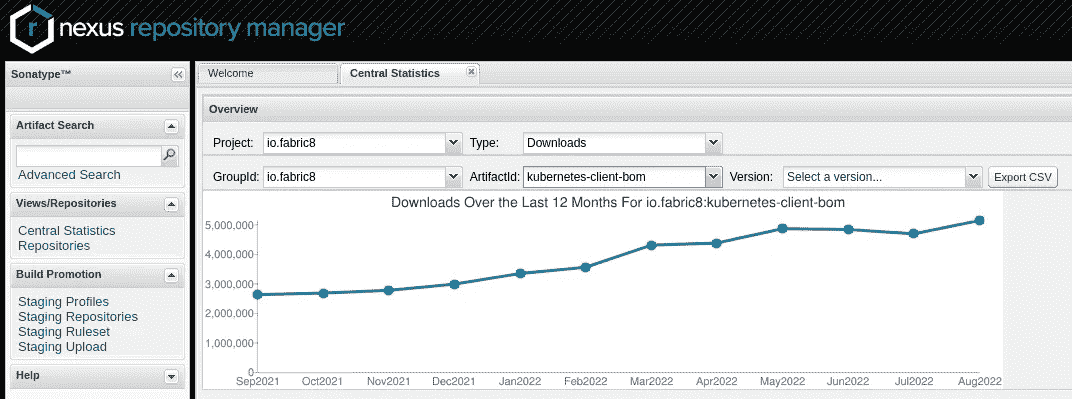 r nexus repository manager
Sonatype™
Welcome
Central Statistics
Artifact Search
Advanced Search
Views/Repositories
Central Statistics
Repositories
Build Promotion
Staging Profiles
Staging Repositories
Staging Ruleset
Staging Upload
Help
Overview
Project: io.fabric8 Type: Downloads
GroupId: io.fabric8 ArtifactId: kubernetes-client-bom Version: Select a version... Export CSV
Downloads Over the Last 12 Months For io.fabric8:kubernetes-client-bom
5,000,000
4,000,000
3,000,000
2,000,000
1,000,000
0
Sep2021 Oct2021 Nov2021 Dec2021 Jan2022 Feb2022 Mar2022 Apr2022 May2022 Jun2022 Jul2022 Aug2022